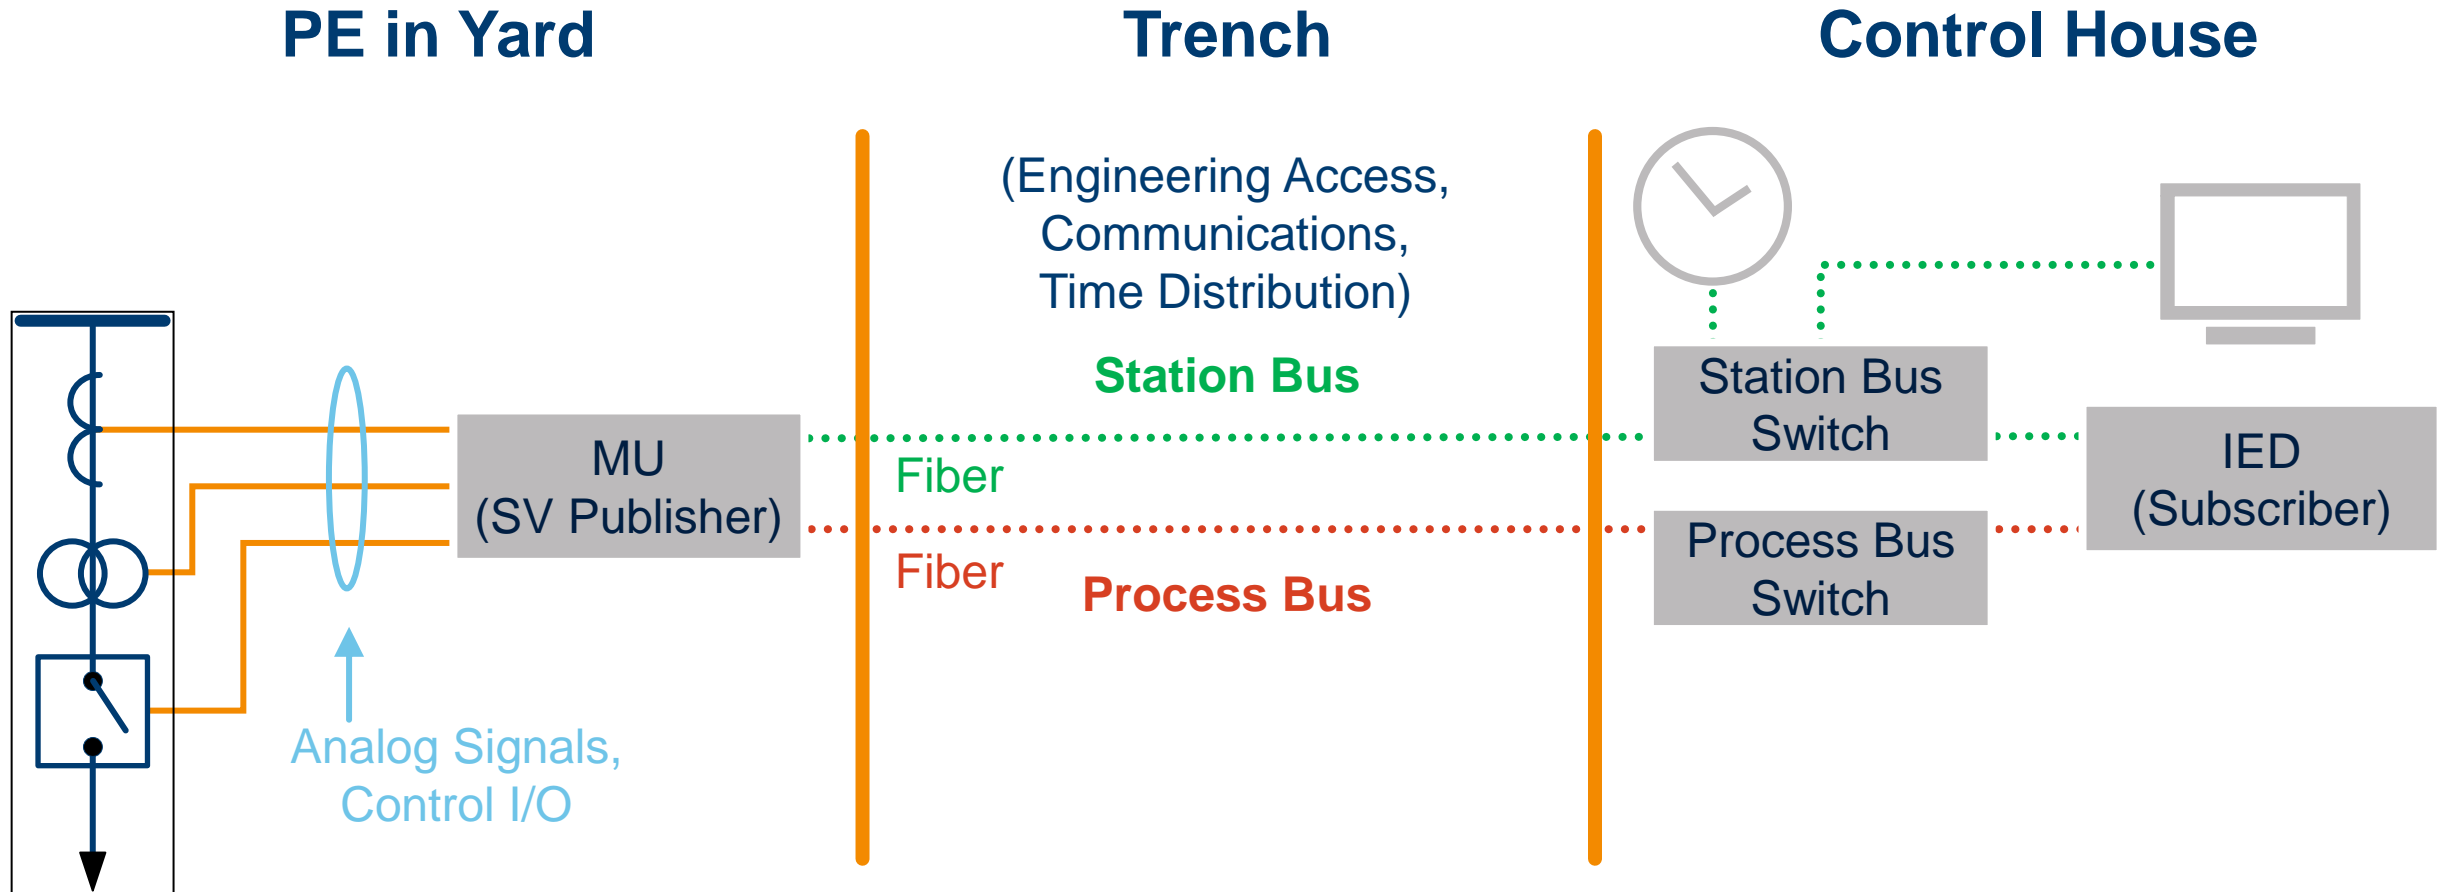 PE in Yard
Trench
Control House
(Engineering Access,
Communications,
Time Distribution)
Station Bus
Fiber
Fiber
Process Bus
MU
(SV Publisher)
Analog Signals,
Control I/O
Station Bus
Switch
Process Bus
Switch
IED
(Subscriber)